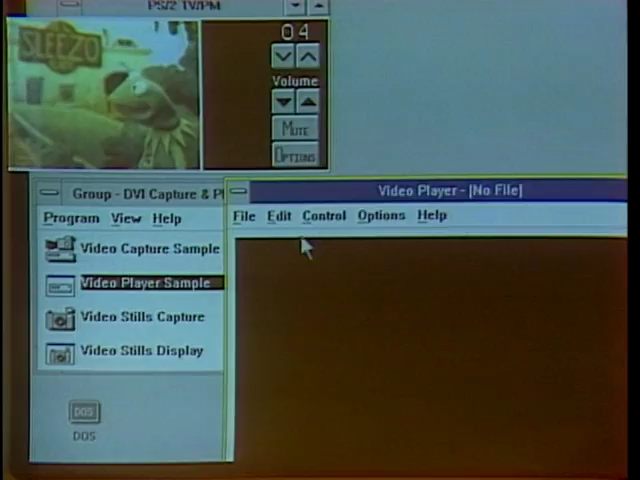 PS/2 TV/PM
SLEEZO
04
Volume
MUTE
OPTIONS
Group - DVI Capture & Pl
Video Player - [No File]
Program View Help
File Edit Control Options Help
Video Capture Sample
Video Player Sample
Video Stills Capture
Video Stills Display
DOS
DOS